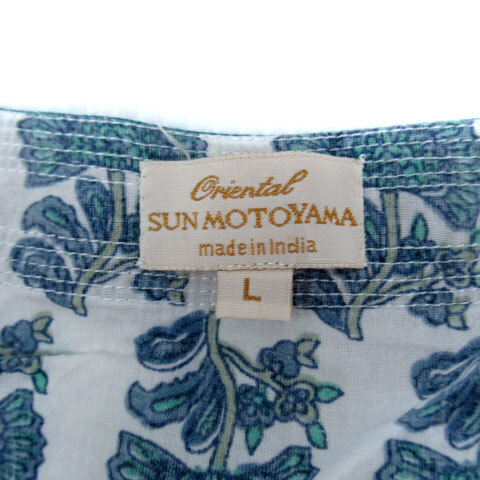 Oriental
SUN MOTOYAMA
made in India
L